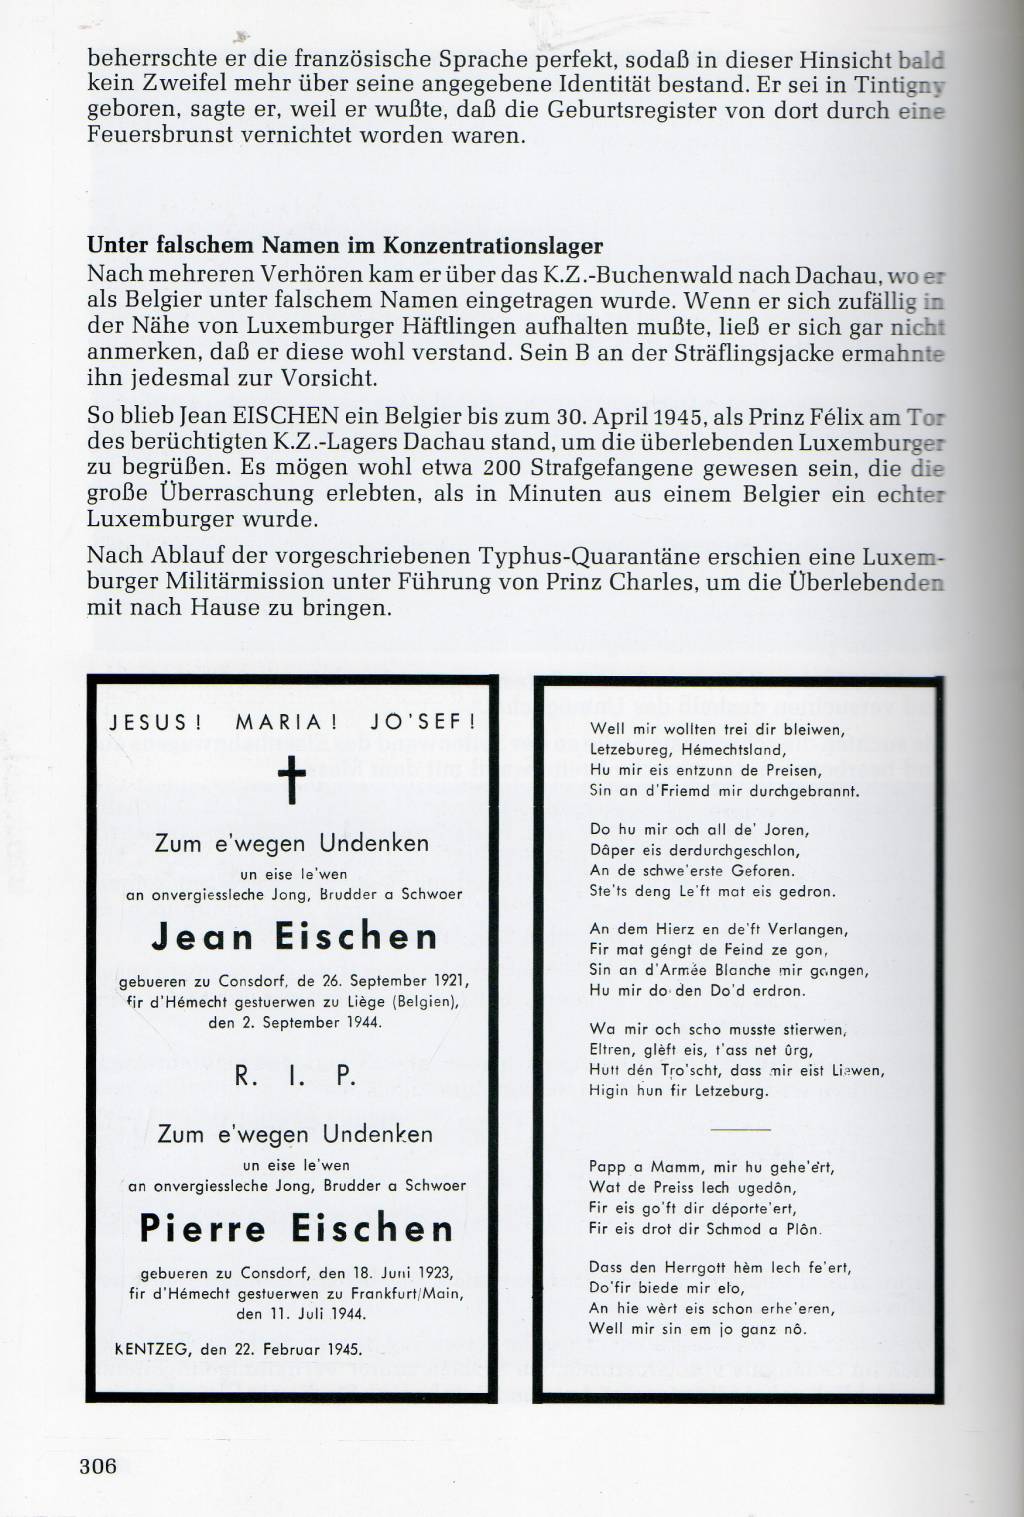 beherrschte er die französische Sprache perfekt, sodaß in dieser Hinsicht bald
kein Zweifel mehr über seine angegebene Identität bestand. Er sei in Tintigny
geboren, sagte er, weil er wußte, daß die Geburtsregister von dort durch eine
Feuersbrunst vernichtet worden waren.
Unter falschem Namen im Konzentrationslager
Nach mehreren Verhören kam er über das K.Z.-Buchenwald nach Dachau, wo er
als Belgier unter falschem Namen eingetragen wurde. Wenn er sich zufällig in
der Nähe von Luxemburger Häftlingen aufhalten mußte, ließ er sich gar nicht
anmerken, daß er diese wohl verstand. Sein B an der Sträflingsjacke ermahnte
ihn jedesmal zur Vorsicht.
So blieb Jean EISCHEN ein Belgier bis zum 30. April 1945, als Prinz Félix am Tor
des berüchtigten K.Z.-Lagers Dachau stand, um die überlebenden Luxemburger
zu begrüßen. Es mögen wohl etwa 200 Strafgefangene gewesen sein, die die
große Überraschung erlebten, als in Minuten aus einem Belgier ein echter
Luxemburger wurde.
Nach Ablauf der vorgeschriebenen Typhus-Quarantäne erschien eine Luxem-
burger Militärmission unter Führung von Prinz Charles, um die Überlebenden
mit nach Hause zu bringen.
JESUS! MARIA! JO'SEF!
Zum e'wegen Undenken
un eise le'wen
an onvergiessleche Jong, Brudder a Schwoer
Jean Eischen
gebueren zu Consdorf, de 26. September 1921,
fir d'Hémecht gestuerwen zu Liège (Belgien),
den 2. September 1944.
R. I. P.
Zum e'wegen Undenken
un eise le'wen
an onvergiessleche Jong, Brudder a Schwoer
Pierre Eischen
gebueren zu Consdorf, den 18. Juni 1923,
fir d'Hémecht gestuerwen zu Frankfurt/Main,
den 11. Juli 1944.
KENTZEG, den 22. Februar 1945.
Well mir wollten trei dir bleiwen,
Letzebureg, Hémechtsland,
Hu mir eis entzunn de Preisen,
Sin an d'Friemd mir durchgebrannt.
Do hu mir och all de' Joren,
Dâper eis derdurchgeschlon,
An de schwe'erste Geforen.
Ste'ts deng Le'ft mat eis gedron.
An dem Hierz en de'ft Verlangen,
Fir mat géngt de Feind ze gon,
Sin an d'Armée Blanche mir gangen,
Hu mir do den Do'd erdron.
Wa mir och scho musste stierwen,
Eltren, glèft eis, t'ass net ûrg,
Hutt dén Tro'scht, dass mir eist Liewen,
Higin hun fir Letzeburg.
Papp a Mamm, mir hu gehe'ert,
Wat de Preiss Iech ugedôn,
Fir eis go'ft dir déporte'ert,
Fir eis drot dir Schmod a Plôn.
Dass den Herrgott hèm Iech fe'ert,
Do'fir biede mir elo,
An hie wèrt eis schon erhe'eren,
Well mir sin em jo ganz nô.
306